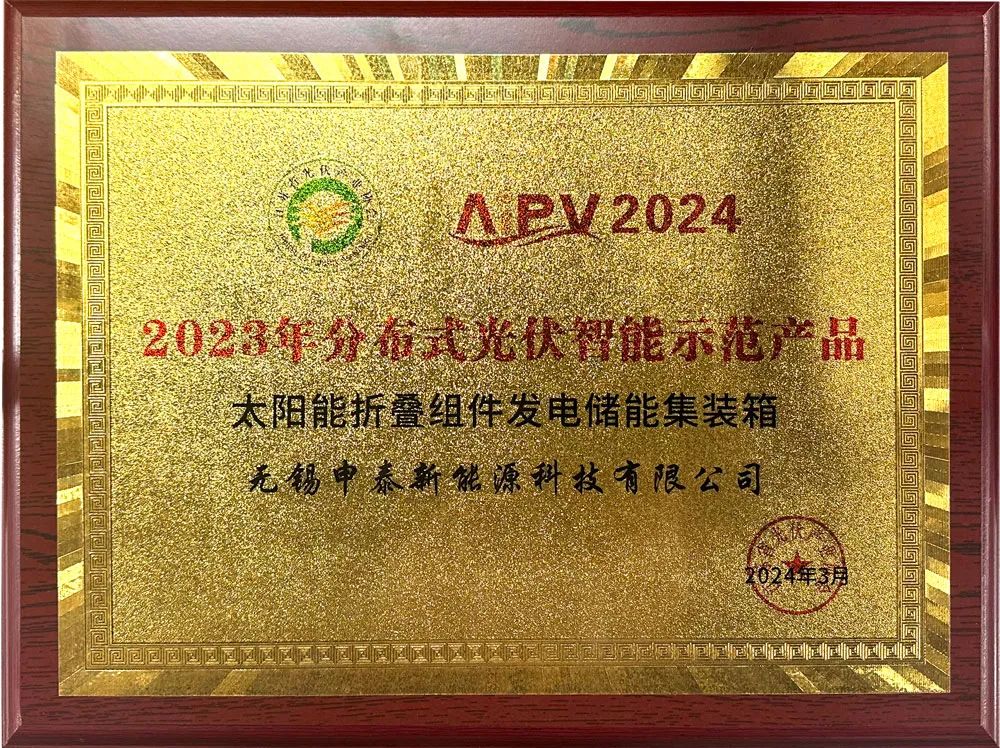 APV 2024
2023年分布式光伏智能示范产品
太阳能折叠组件发电储能集装箱
无锡申泰新能源科技有限公司
2024年3月